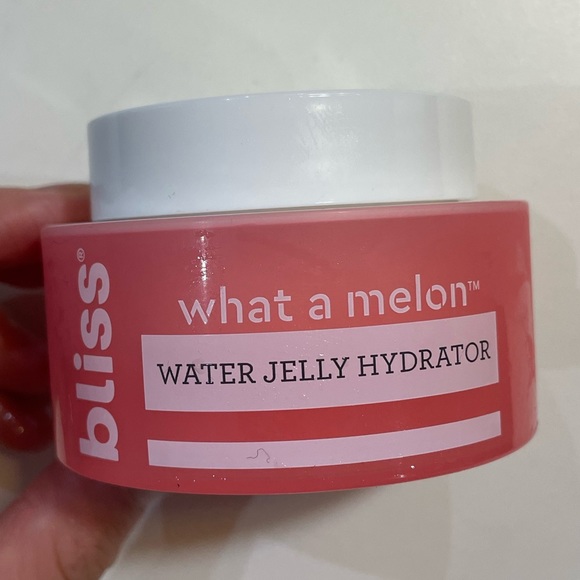 bliss®
what a melon™
WATER JELLY HYDRATOR